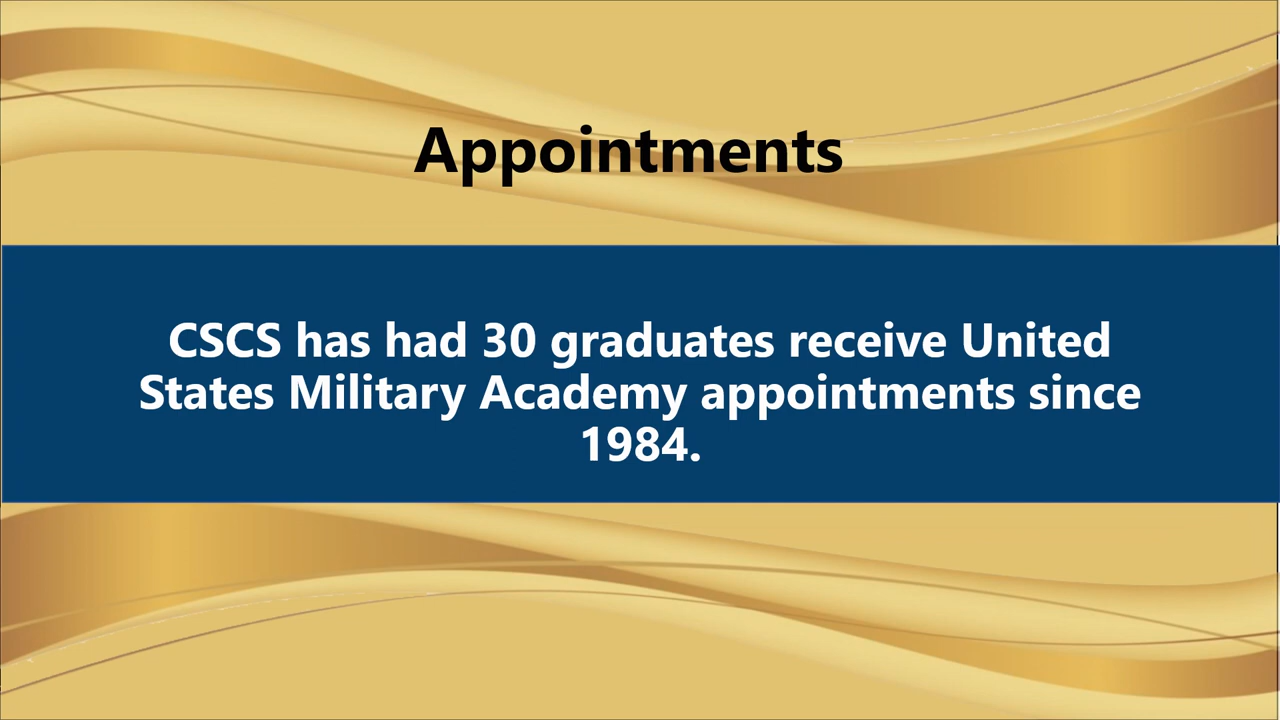 Appointments
CSCS has had 30 graduates receive United
States Military Academy appointments since
1984.